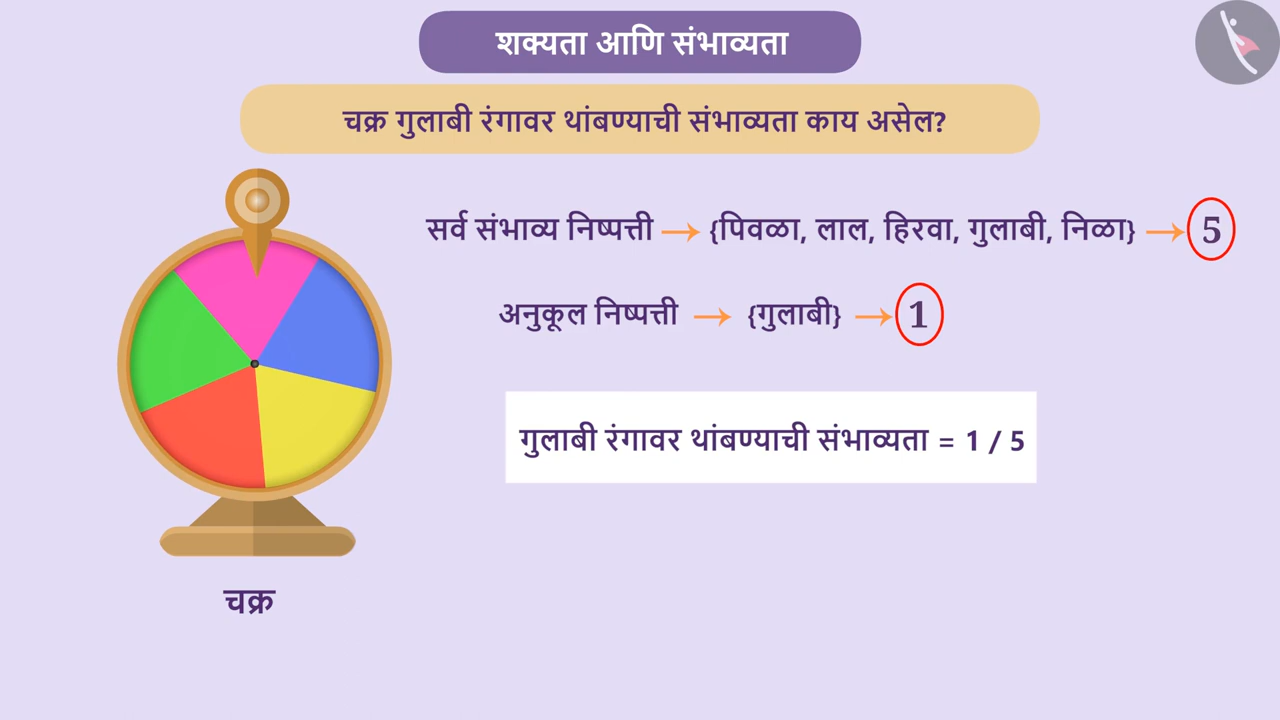 शक्यता आणि संभाव्यता
चक्र गुलाबी रंगावर थांबण्याची संभाव्यता काय असेल?
सर्व संभाव्य निष्पत्ती → {पिवळा, लाल, हिरवा, गुलाबी, निळा} → 5
अनुकूल निष्पत्ती → {गुलाबी} → 1
गुलाबी रंगावर थांबण्याची संभाव्यता = 1 / 5
चक्र